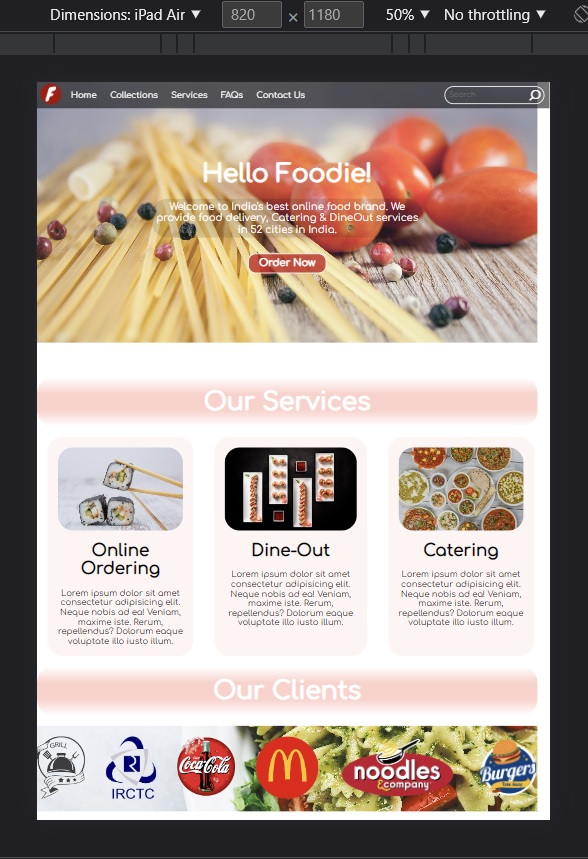 Dimensions: iPad Air ▼ 820 × 1180 50% ▼ No throttling ▼
F Home Collections Services FAQs Contact Us Search
Hello Foodie!
Welcome to India's best online food brand. We
provide food delivery, Catering & DineOut services
in 52 cities in India.
Order Now
Our Services
Online
Ordering
Lorem ipsum dolor sit amet
consectetur adipisicing elit.
Neque nobis ad ea! Veniam,
maxime iste. Rerum,
repellendus? Dolorum eaque
voluptate illo iusto illum.
Dine-Out
Lorem ipsum dolor sit amet
consectetur adipisicing elit.
Neque nobis ad ea! Veniam,
maxime iste. Rerum,
repellendus? Dolorum eaque
voluptate illo iusto illum.
Catering
Lorem ipsum dolor sit amet
consectetur adipisicing elit.
Neque nobis ad ea! Veniam,
maxime iste. Rerum,
repellendus? Dolorum eaque
voluptate illo iusto illum.
Our Clients
GRILL
IRCTC
Coca-Cola
noodles
&company
Burgers
Take Away